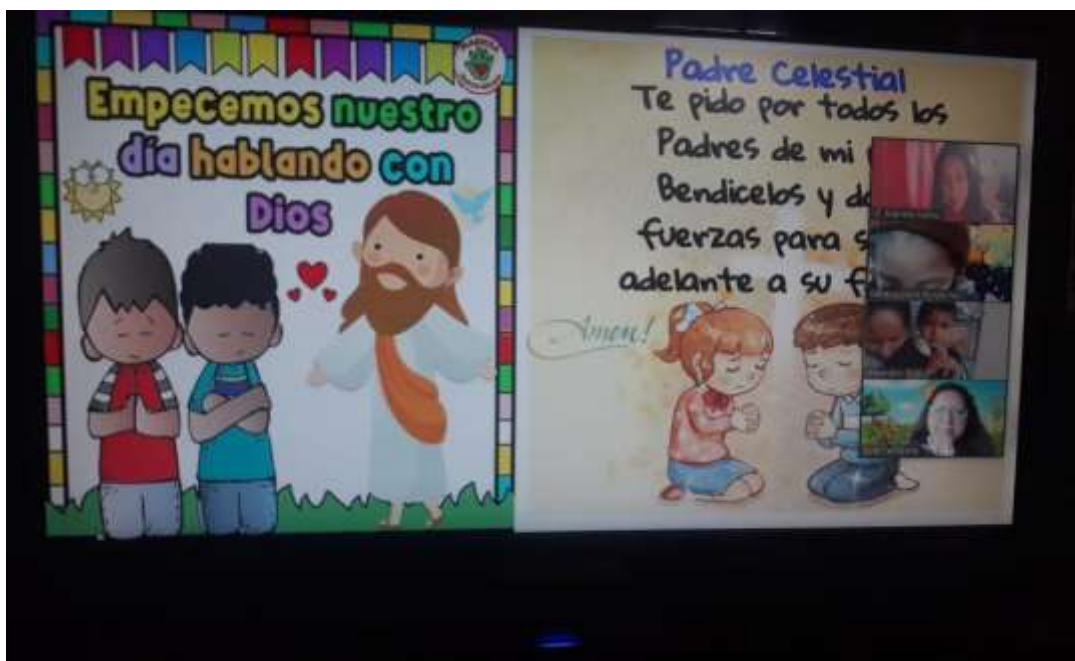 Empecemos nuestro
día hablando con
Dios
Padre Celestial
Te pido por todos los
Padres de mi
Bendicelos y
fuerzas para
adelante a su
Amen!